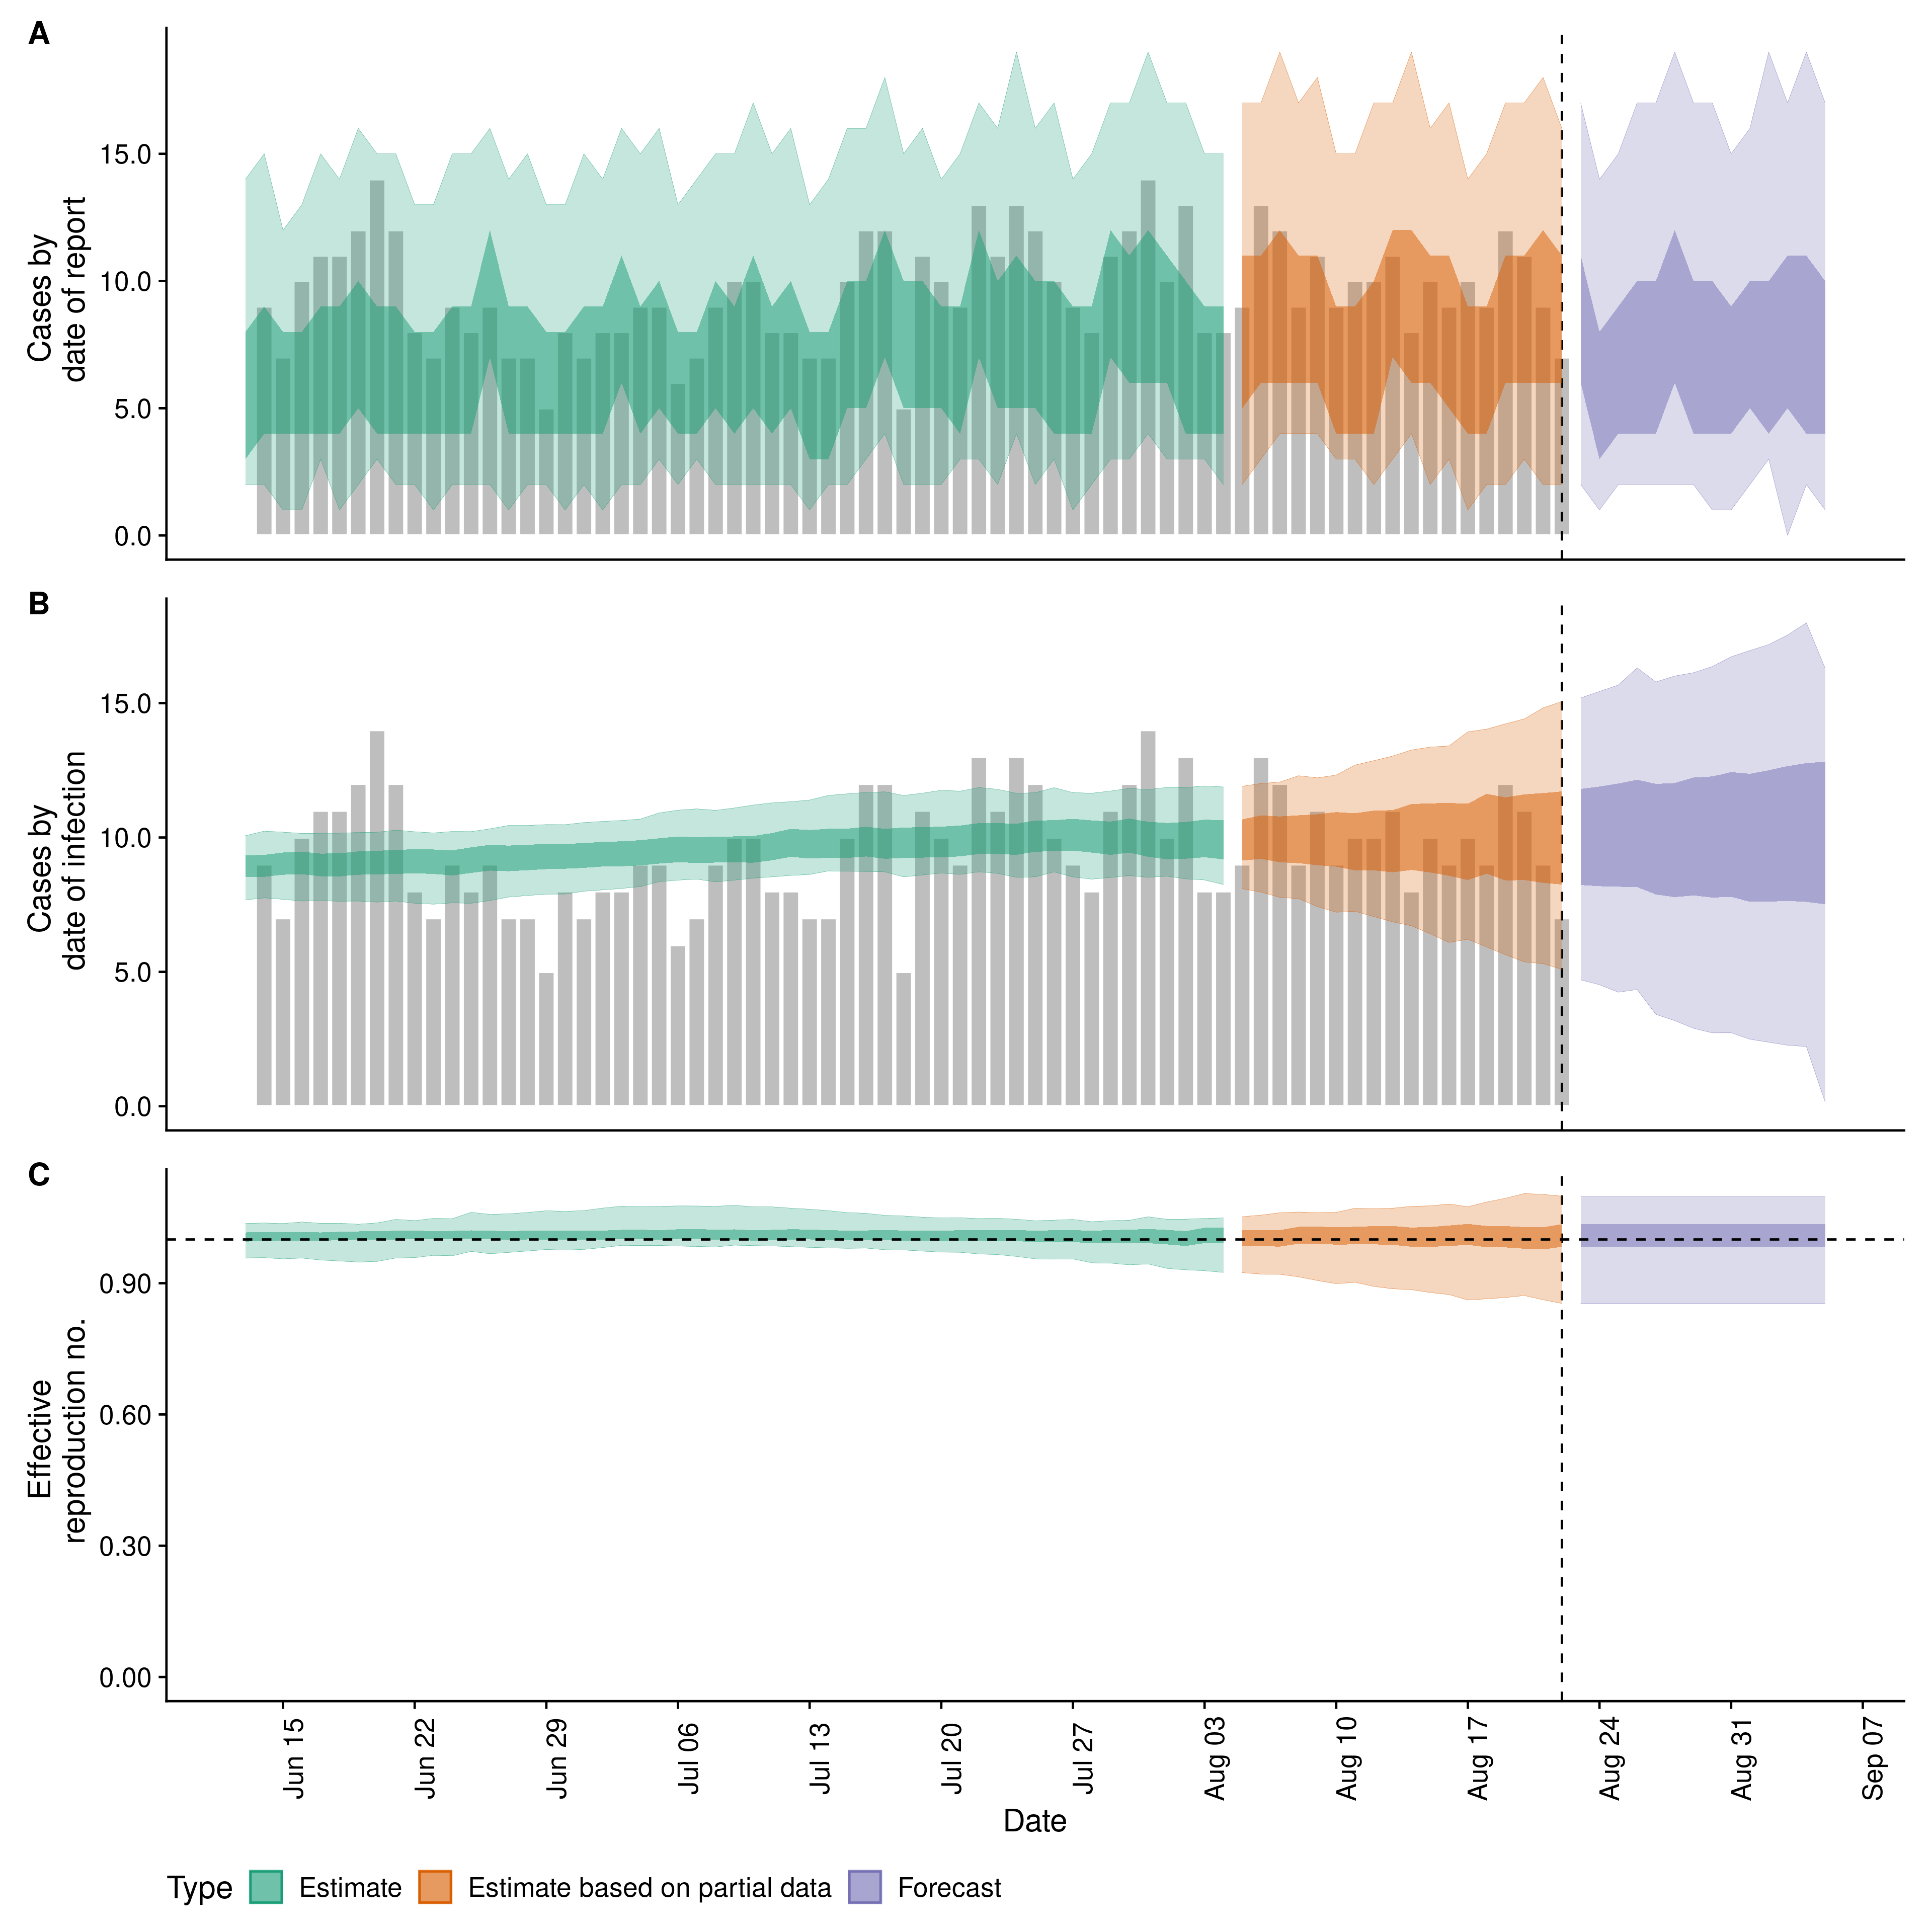 A
Cases by
date of report
15.0
10.0
5.0
0.0
B
Cases by
date of infection
15.0
10.0
5.0
0.0
C
Effective
reproduction no.
0.90
0.60
0.30
0.00
Jun 15
Jun 22
Jun 29
Jul 06
Jul 13
Jul 20
Jul 27
Aug 03
Aug 10
Aug 17
Aug 24
Aug 31
Sep 07
Date
Type Estimate Estimate based on partial data Forecast